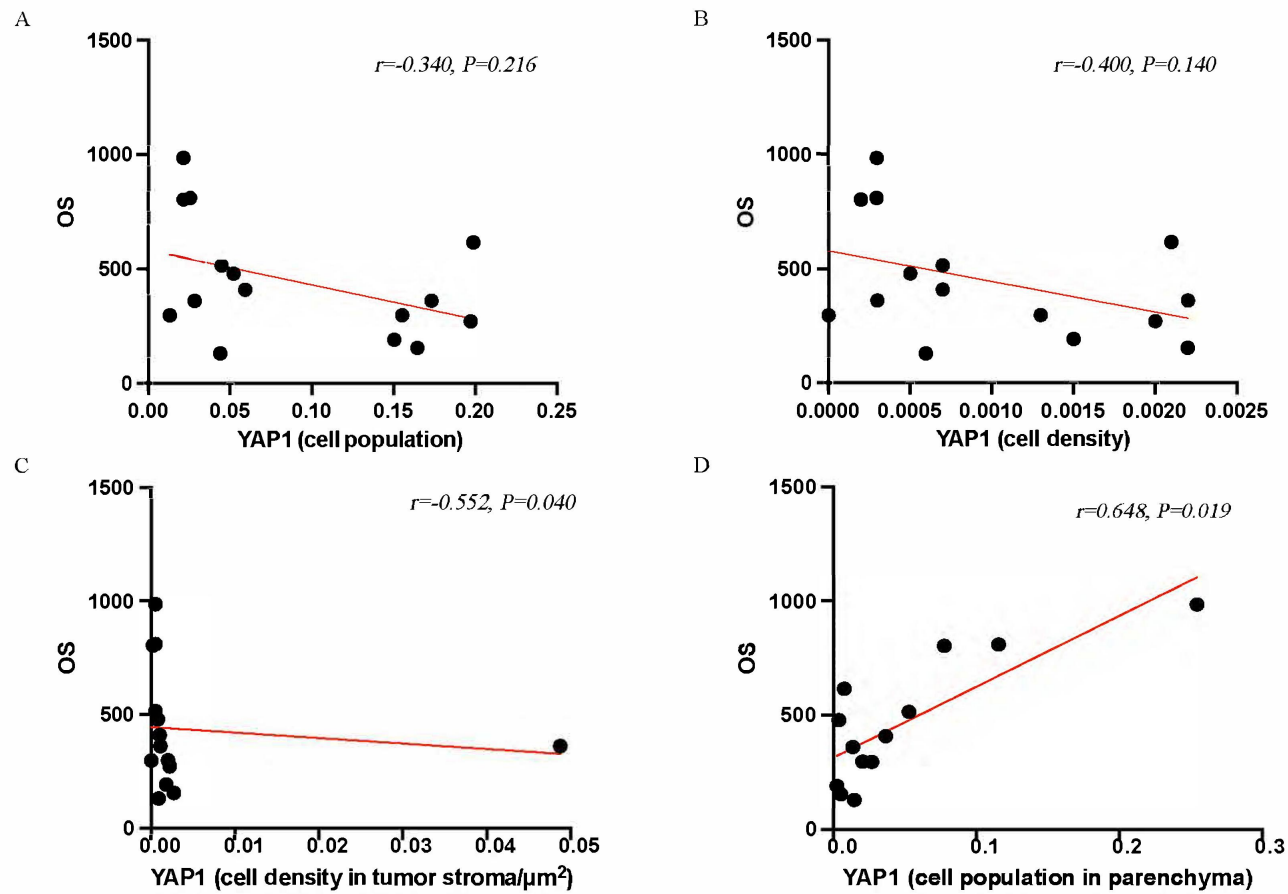 A
1500
1000
500
0
OS
r=-0.340, P=0.216
0.00 0.05 0.10 0.15 0.20 0.25
YAP1 (cell population)
B
1500
1000
500
0
OS
r=-0.400, P=0.140
0.0000 0.0005 0.0010 0.0015 0.0020 0.0025
YAP1 (cell density)
C
1500
1000
500
0
OS
r=-0.552, P=0.040
0.00 0.01 0.02 0.03 0.04 0.05
YAP1 (cell density in tumor stroma/µm²)
D
1500
1000
500
0
OS
r=0.648, P=0.019
0.0 0.1 0.2 0.3
YAP1 (cell population in parenchyma)